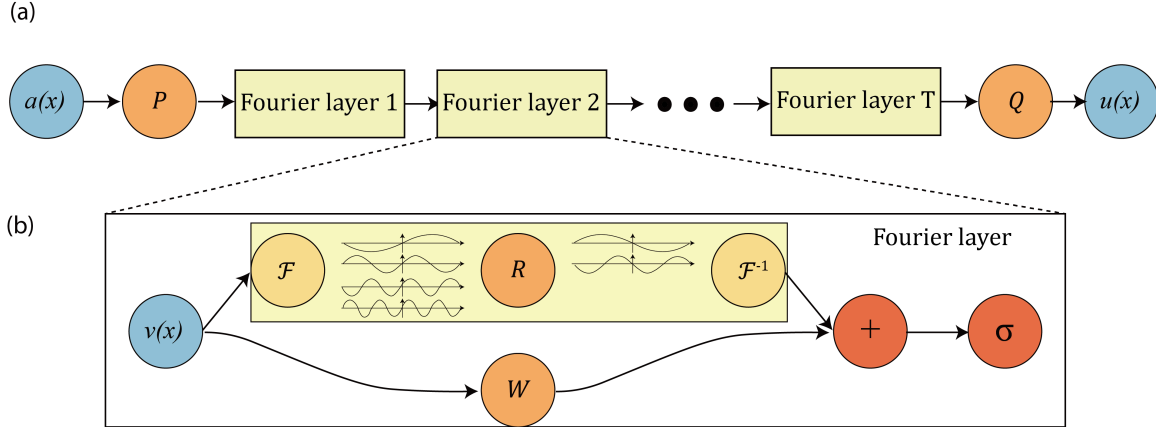 (a)
a(x) P Fourier layer 1 Fourier layer 2 ●●● Fourier layer T Q u(x)
(b)
Fourier layer
ℱ R ℱ⁻¹
v(x) + σ
W